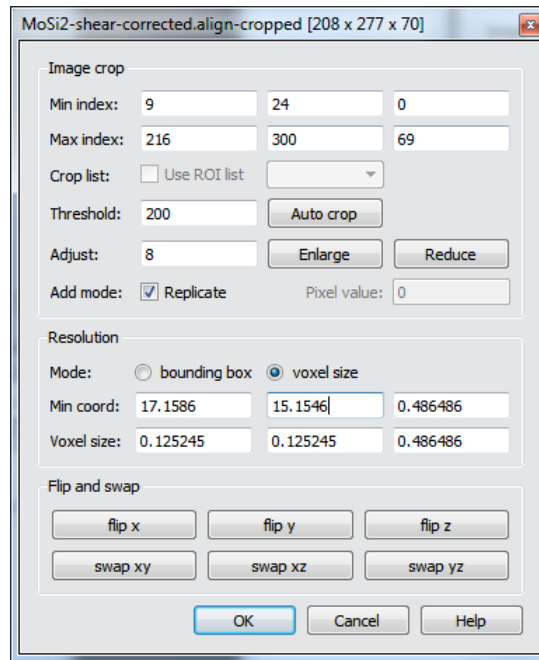 MoSi2-shear-corrected.align-cropped [208 x 277 x 70]
Image crop
Min index: 9 24 0
Max index: 216 300 69
Crop list: Use ROI list
Threshold: 200 Auto crop
Adjust: 8 Enlarge Reduce
Add mode: Replicate Pixel value: 0
Resolution
Mode: bounding box voxel size
Min coord: 17.1586 15.1546 0.486486
Voxel size: 0.125245 0.125245 0.486486
Flip and swap
flip x flip y flip z
swap xy swap xz swap yz
OK Cancel Help